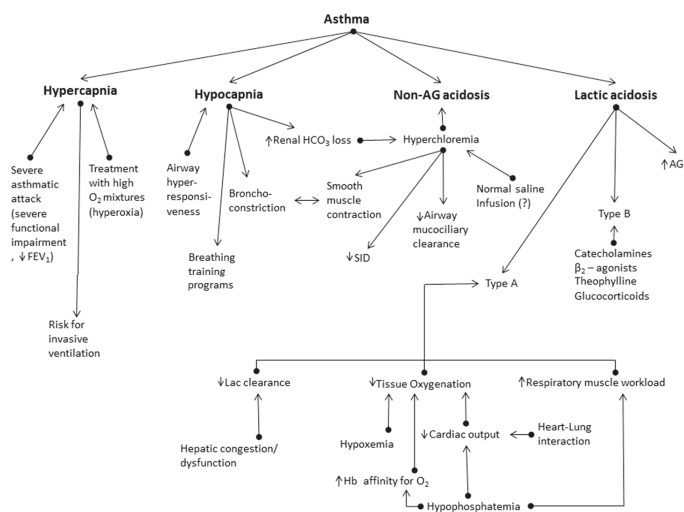 Asthma
Hypercapnia
Hypocapnia
Non-AG acidosis
Lactic acidosis
Severe
asthmatic
attack
(severe
functional
impairment
, ↓ FEV₁)
Treatment
with high
O₂ mixtures
(hyperoxia)
Risk for
invasive
ventilation
Airway
hyper-
responsi-
veness
Broncho-
constriction
Breathing
training
programs
↑Renal HCO₃ loss
Hyperchloremia
Smooth
muscle
contraction
↓Airway
mucociliary
clearance
Normal saline
Infusion (?)
↓SID
↑AG
Type B
Catecholamines
β₂ – agonists
Theophylline
Glucocorticoids
Type A
↓Lac clearance
↓Tissue Oxygenation
↑Respiratory muscle workload
Hepatic congestion/
dysfunction
Hypoxemia
↓Cardiac output
Heart-Lung
interaction
↑Hb affinity for O₂
Hypophosphatemia